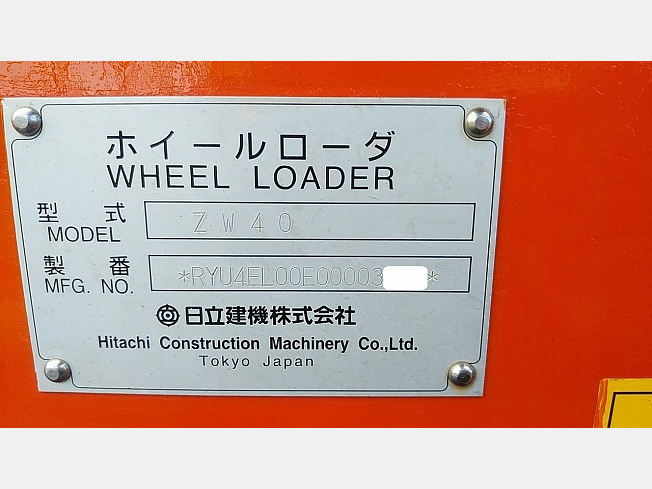 ホイールローダ
WHEEL LOADER
型式 ZW40
MODEL
製番 *RYU4EL00E00003 *
MFG. NO.
日立建機株式会社
Hitachi Construction Machinery Co.,Ltd.
Tokyo Japan